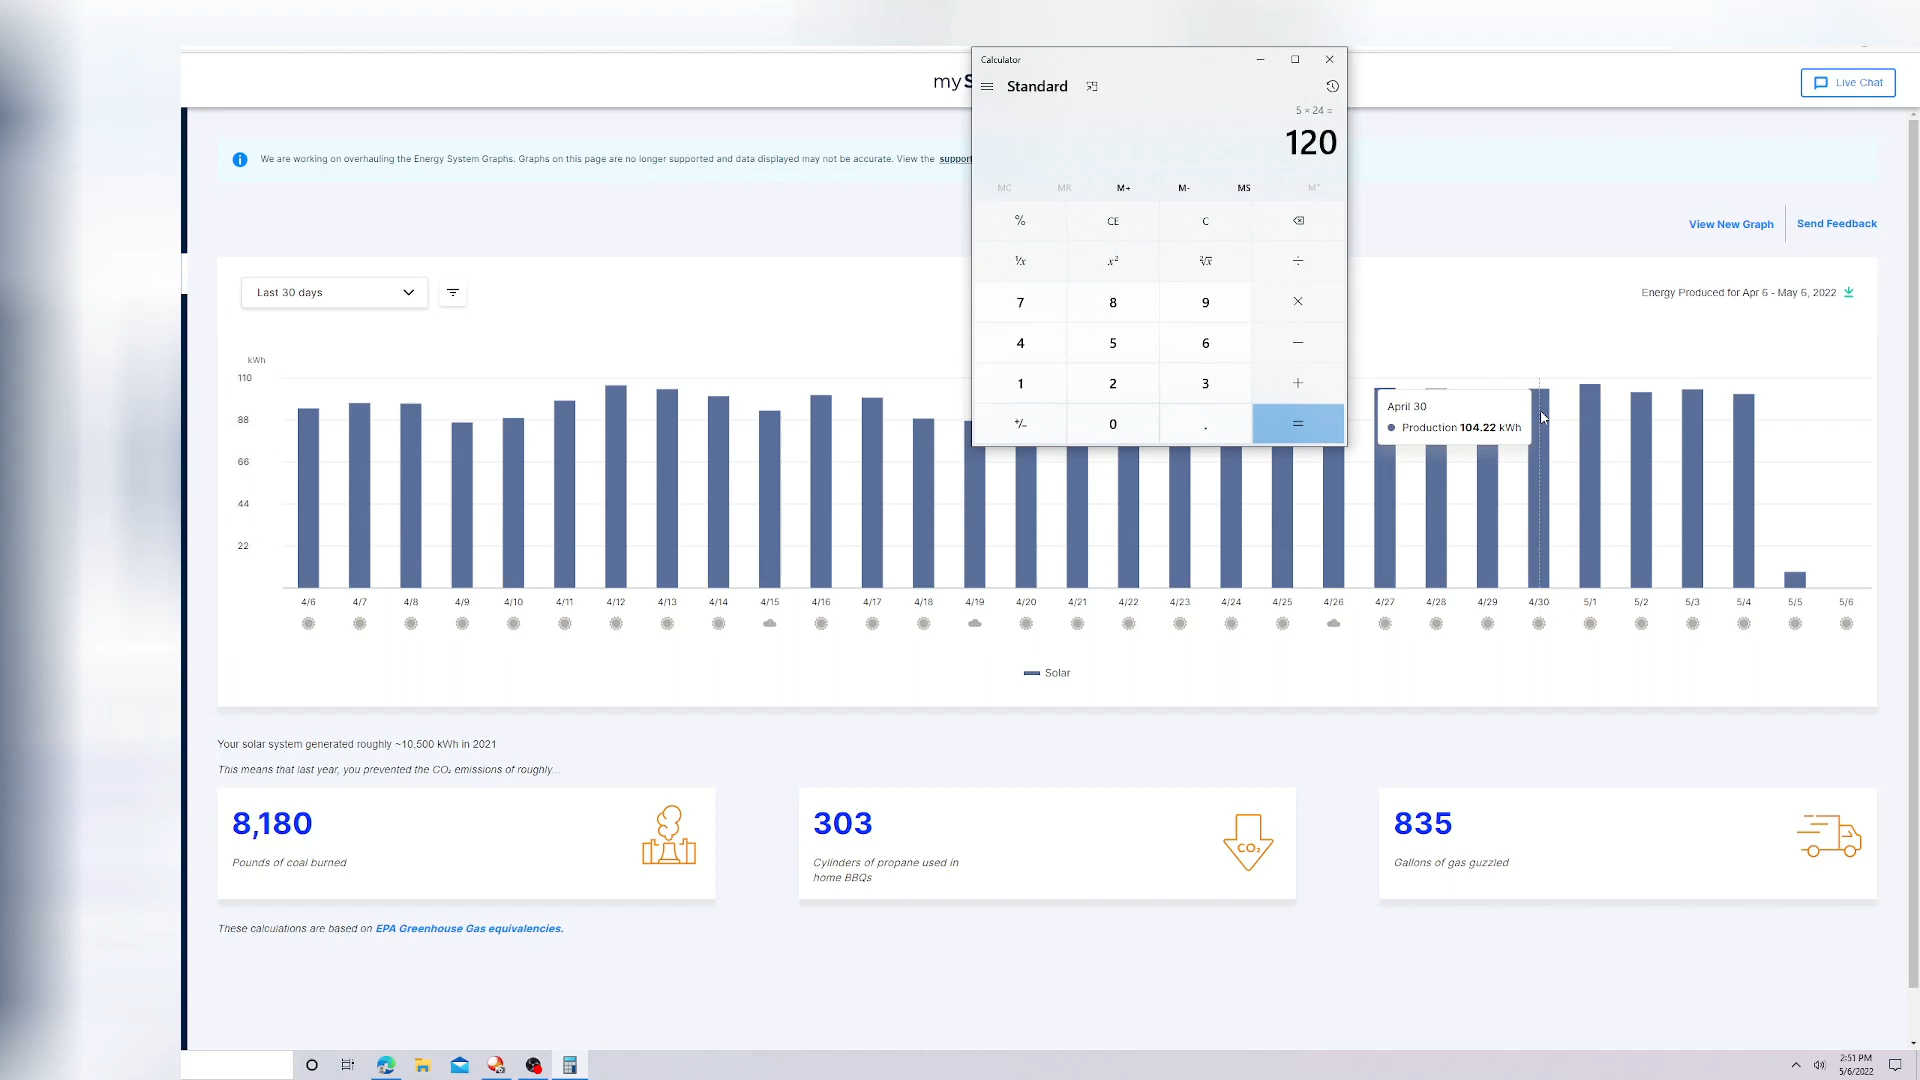 Calculator
Standard
5 × 24 =
120
MC MR M+ M- MS M˅
% CE C
¹⁄x x² ²√x ÷
7 8 9 ×
4 5 6 −
1 2 3 +
+/− 0 . =
my
Live Chat
We are working on overhauling the Energy System Graphs. Graphs on this page are no longer supported and data displayed may not be accurate. View the support
View New Graph
Send Feedback
Last 30 days
Energy Produced for Apr 6 - May 6, 2022
kWh
110
88
66
44
22
April 30
Production 104.22 kWh
4/6 4/7 4/8 4/9 4/10 4/11 4/12 4/13 4/14 4/15 4/16 4/17 4/18 4/19 4/20 4/21 4/22 4/23 4/24 4/25 4/26 4/27 4/28 4/29 4/30 5/1 5/2 5/3 5/4 5/5 5/6
Solar
Your solar system generated roughly ~10,500 kWh in 2021
This means that last year, you prevented the CO₂ emissions of roughly...
8,180
Pounds of coal burned
303
Cylinders of propane used in
home BBQs
CO₂
835
Gallons of gas guzzled
These calculations are based on EPA Greenhouse Gas equivalencies.
2:51 PM
5/6/2022